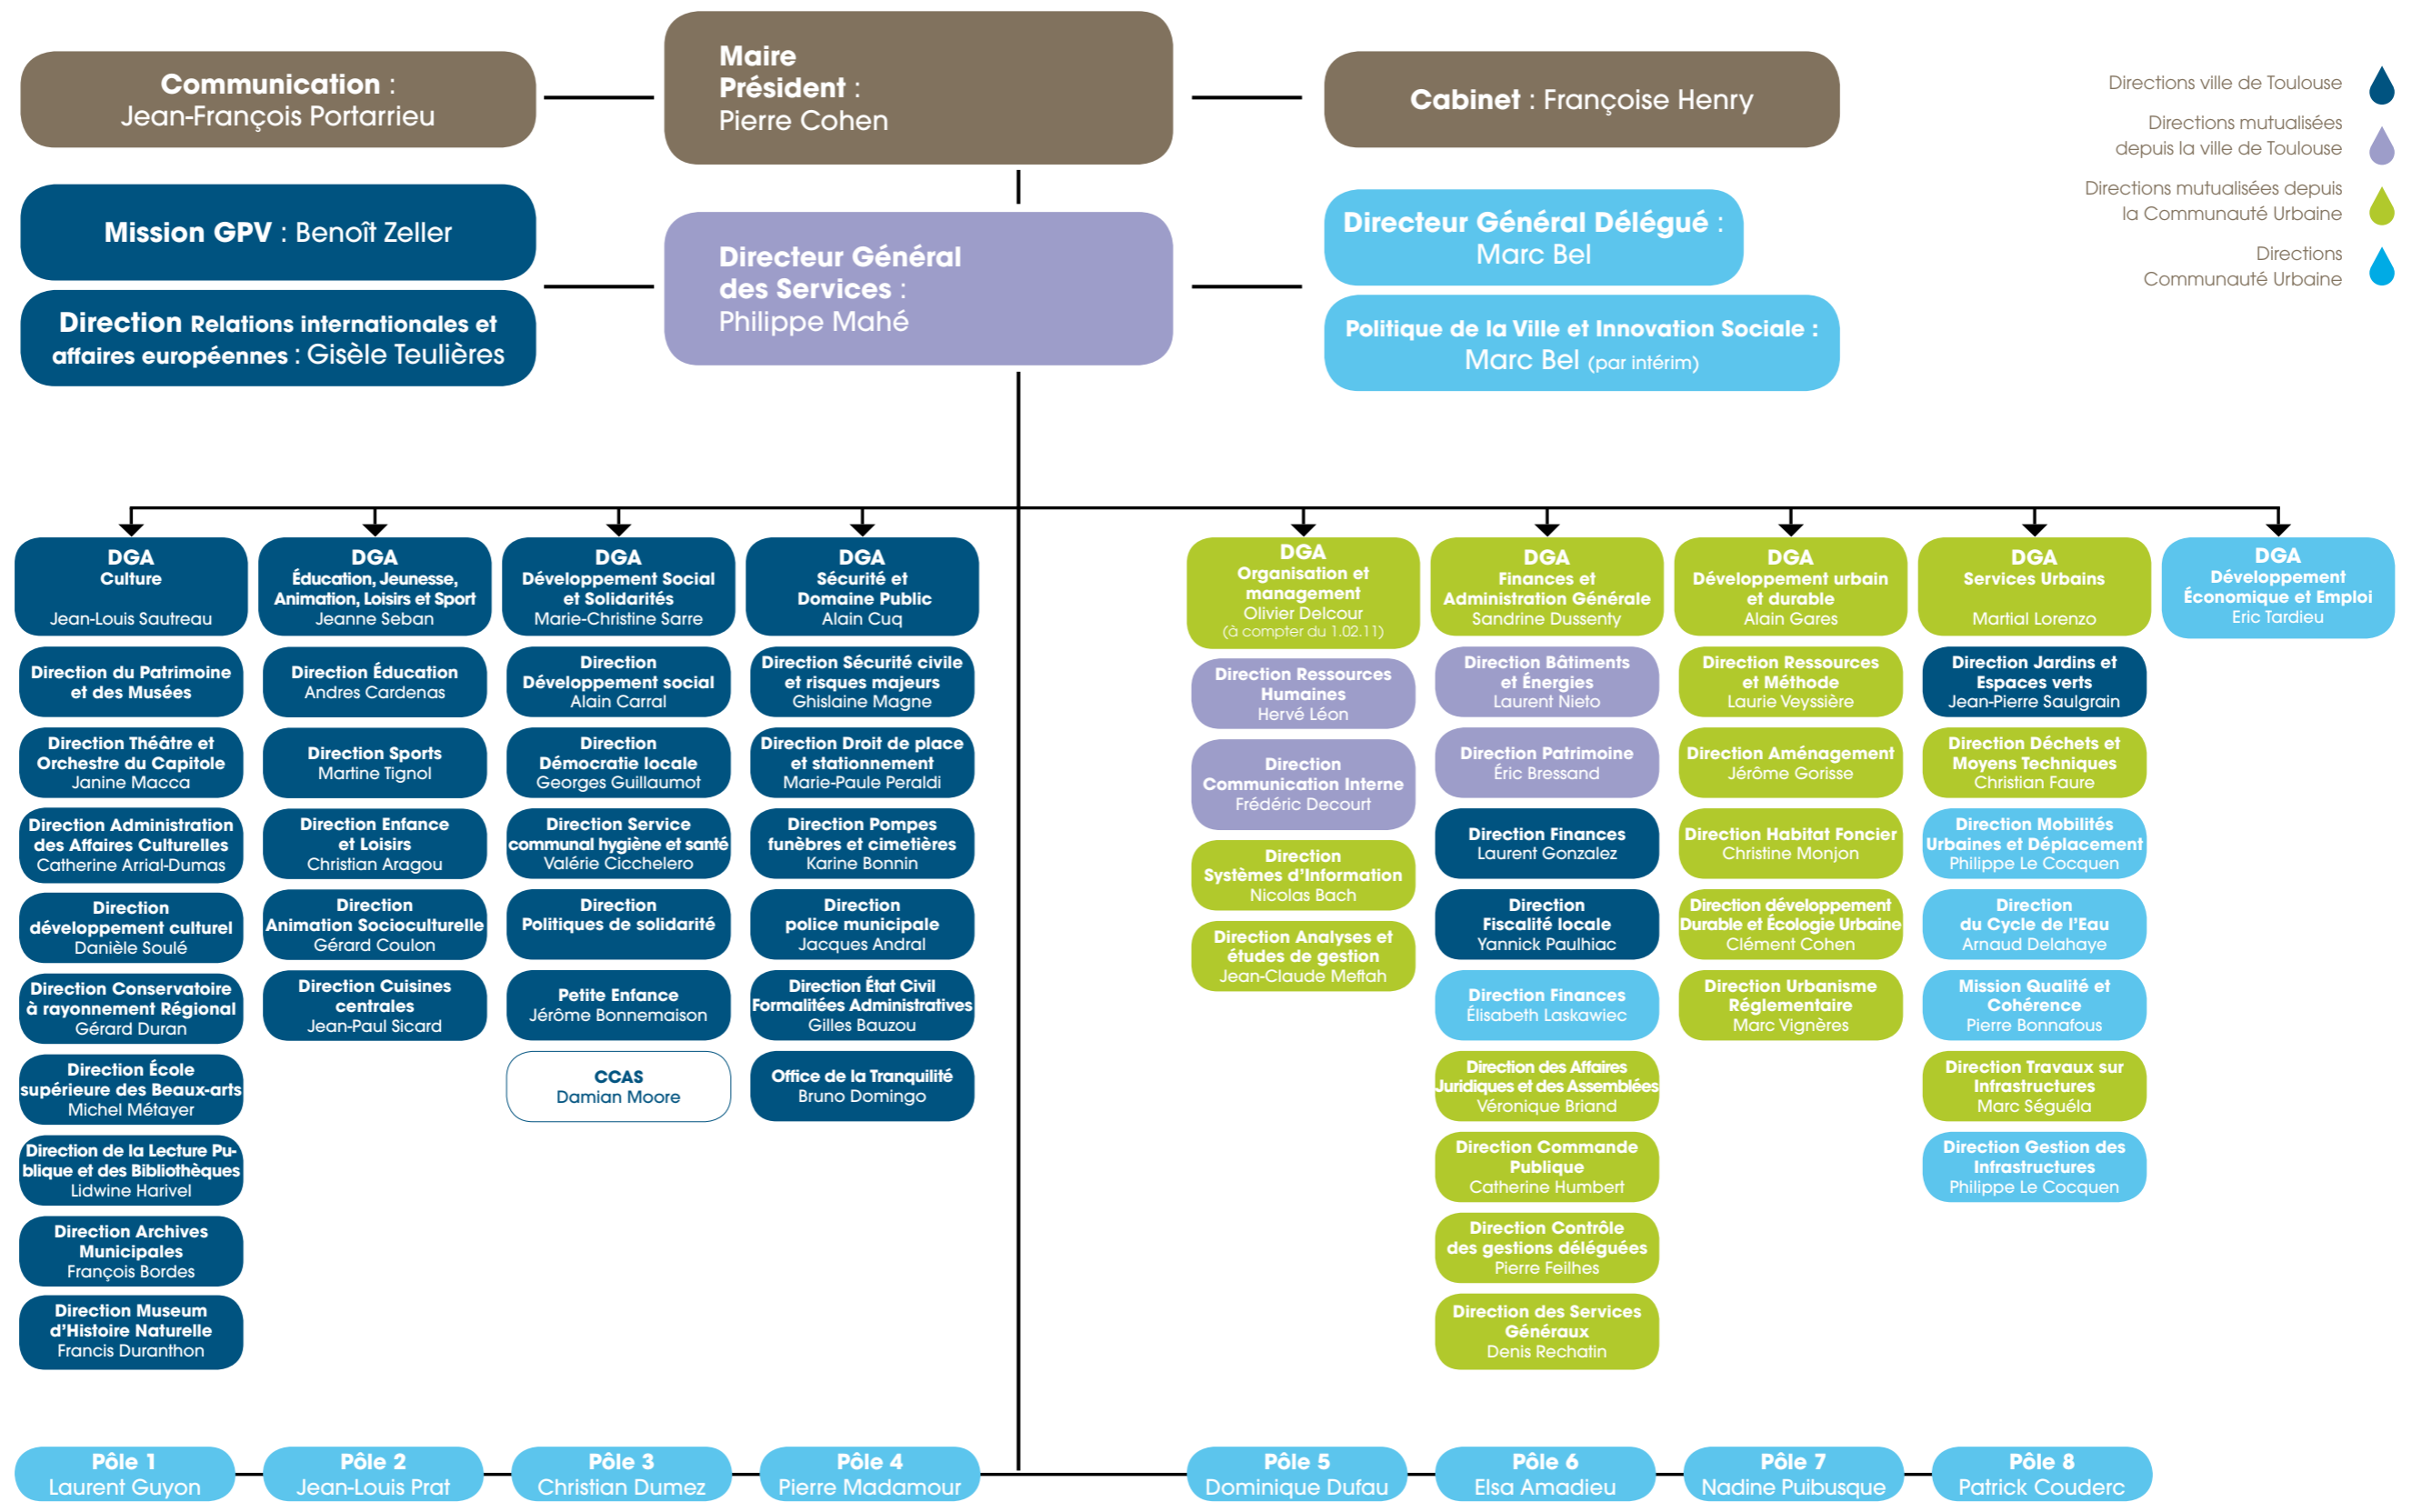 Communication :
Jean-François Portarrieu
Maire
Président :
Pierre Cohen
Cabinet : Françoise Henry
Directions ville de Toulouse
Directions mutualisées
depuis la ville de Toulouse
Directions mutualisées depuis
la Communauté Urbaine
Directions
Communauté Urbaine
Mission GPV : Benoît Zeller
Direction Relations internationales et
affaires européennes : Gisèle Teulières
Directeur Général
des Services :
Philippe Mahé
Directeur Général Délégué :
Marc Bel
Politique de la Ville et Innovation Sociale :
Marc Bel (par intérim)
DGA
Culture
Jean-Louis Sautreau
Direction du Patrimoine
et des Musées
Direction Théâtre et
Orchestre du Capitole
Janine Macca
Direction Administration
des Affaires Culturelles
Catherine Arrial-Dumas
Direction
développement culturel
Danièle Soulé
Direction Conservatoire
à rayonnement Régional
Gérard Duran
Direction École
supérieure des Beaux-arts
Michel Métayer
Direction de la Lecture Pu-
blique et des Bibliothèques
Lidwine Harivel
Direction Archives
Municipales
François Bordes
Direction Museum
d'Histoire Naturelle
Francis Duranthon
DGA
Éducation, Jeunesse,
Animation, Loisirs et Sport
Jeanne Seban
Direction Éducation
Andres Cardenas
Direction Sports
Martine Tignol
Direction Enfance
et Loisirs
Christian Aragou
Direction
Animation Socioculturelle
Gérard Coulon
Direction Cuisines
centrales
Jean-Paul Sicard
DGA
Développement Social
et Solidarités
Marie-Christine Sarre
Direction
Développement social
Alain Carral
Direction
Démocratie locale
Georges Guillaumot
Direction Service
communal hygiène et santé
Valérie Cicchelero
Direction
Politiques de solidarité
Petite Enfance
Jérôme Bonnemaison
CCAS
Damian Moore
DGA
Sécurité et
Domaine Public
Alain Cuq
Direction Sécurité civile
et risques majeurs
Ghislaine Magne
Direction Droit de place
et stationnement
Marie-Paule Peraldi
Direction Pompes
funèbres et cimetières
Karine Bonnin
Direction
police municipale
Jacques Andral
Direction État Civil
Formalitées Administratives
Gilles Bauzou
Office de la Tranquilité
Bruno Domingo
DGA
Organisation et
management
Olivier Delcour
(à compter du 1.02.11)
Direction Ressources
Humaines
Hervé Léon
Direction
Communication Interne
Frédéric Decourt
Direction
Systèmes d'Information
Nicolas Bach
Direction Analyses et
études de gestion
Jean-Claude Meftah
DGA
Finances et
Administration Générale
Sandrine Dussenty
Direction Bâtiments
et Énergies
Laurent Nieto
Direction Patrimoine
Éric Bressand
Direction Finances
Laurent Gonzalez
Direction
Fiscalité locale
Yannick Paulhiac
Direction Finances
Élisabeth Laskawiec
Direction des Affaires
Juridiques et des Assemblées
Véronique Briand
Direction Commande
Publique
Catherine Humbert
Direction Contrôle
des gestions déléguées
Pierre Feilhes
Direction des Services
Généraux
Denis Rechatin
DGA
Développement urbain
et durable
Alain Gares
Direction Ressources
et Méthode
Laurie Veyssière
Direction Aménagement
Jérôme Gorisse
Direction Habitat Foncier
Christine Monjon
Direction développement
Durable et Écologie Urbaine
Clément Cohen
Direction Urbanisme
Réglementaire
Marc Vignères
DGA
Services Urbains
Martial Lorenzo
Direction Jardins et
Espaces verts
Jean-Pierre Saulgrain
Direction Déchets et
Moyens Techniques
Christian Faure
Direction Mobilités
Urbaines et Déplacement
Philippe Le Cocquen
Direction
du Cycle de l'Eau
Arnaud Delahaye
Mission Qualité et
Cohérence
Pierre Bonnafous
Direction Travaux sur
Infrastructures
Marc Séguéla
Direction Gestion des
Infrastructures
Philippe Le Cocquen
DGA
Développement
Économique et Emploi
Eric Tardieu
Pôle 1
Laurent Guyon
Pôle 2
Jean-Louis Prat
Pôle 3
Christian Dumez
Pôle 4
Pierre Madamour
Pôle 5
Dominique Dufau
Pôle 6
Elsa Amadieu
Pôle 7
Nadine Puibusque
Pôle 8
Patrick Couderc